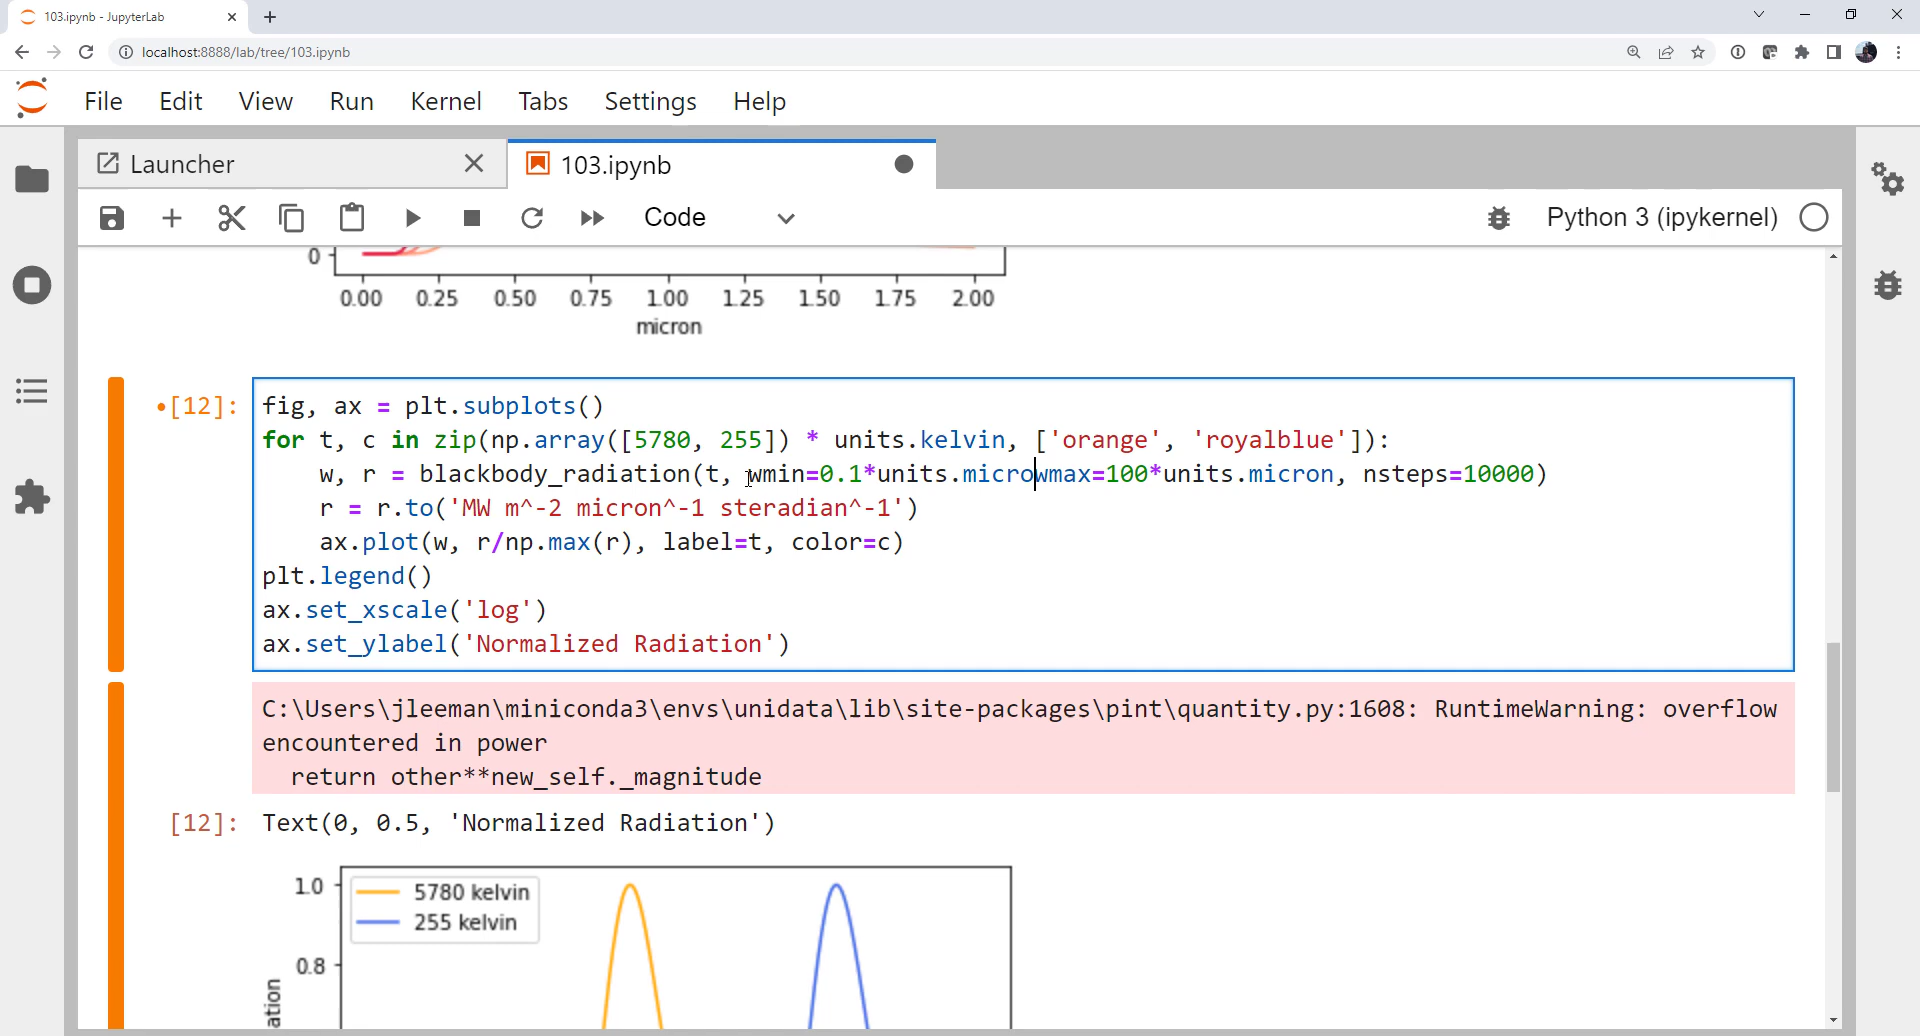 103.ipynb - JupyterLab
localhost:8888/lab/tree/103.ipynb
File Edit View Run Kernel Tabs Settings Help
Launcher
103.ipynb
Code
Python 3 (ipykernel)
0
0.00 0.25 0.50 0.75 1.00 1.25 1.50 1.75 2.00
micron
[12]:
fig, ax = plt.subplots()
for t, c in zip(np.array([5780, 255]) * units.kelvin, ['orange', 'royalblue']):
    w, r = blackbody_radiation(t, wmin=0.1*units.microwmax=100*units.micron, nsteps=10000)
    r = r.to('MW m^-2 micron^-1 steradian^-1')
    ax.plot(w, r/np.max(r), label=t, color=c)
plt.legend()
ax.set_xscale('log')
ax.set_ylabel('Normalized Radiation')
C:\Users\jleeman\miniconda3\envs\unidata\lib\site-packages\pint\quantity.py:1608: RuntimeWarning: overflow
encountered in power
  return other**new_self._magnitude
[12]: Text(0, 0.5, 'Normalized Radiation')
1.0
5780 kelvin
255 kelvin
0.8
ation